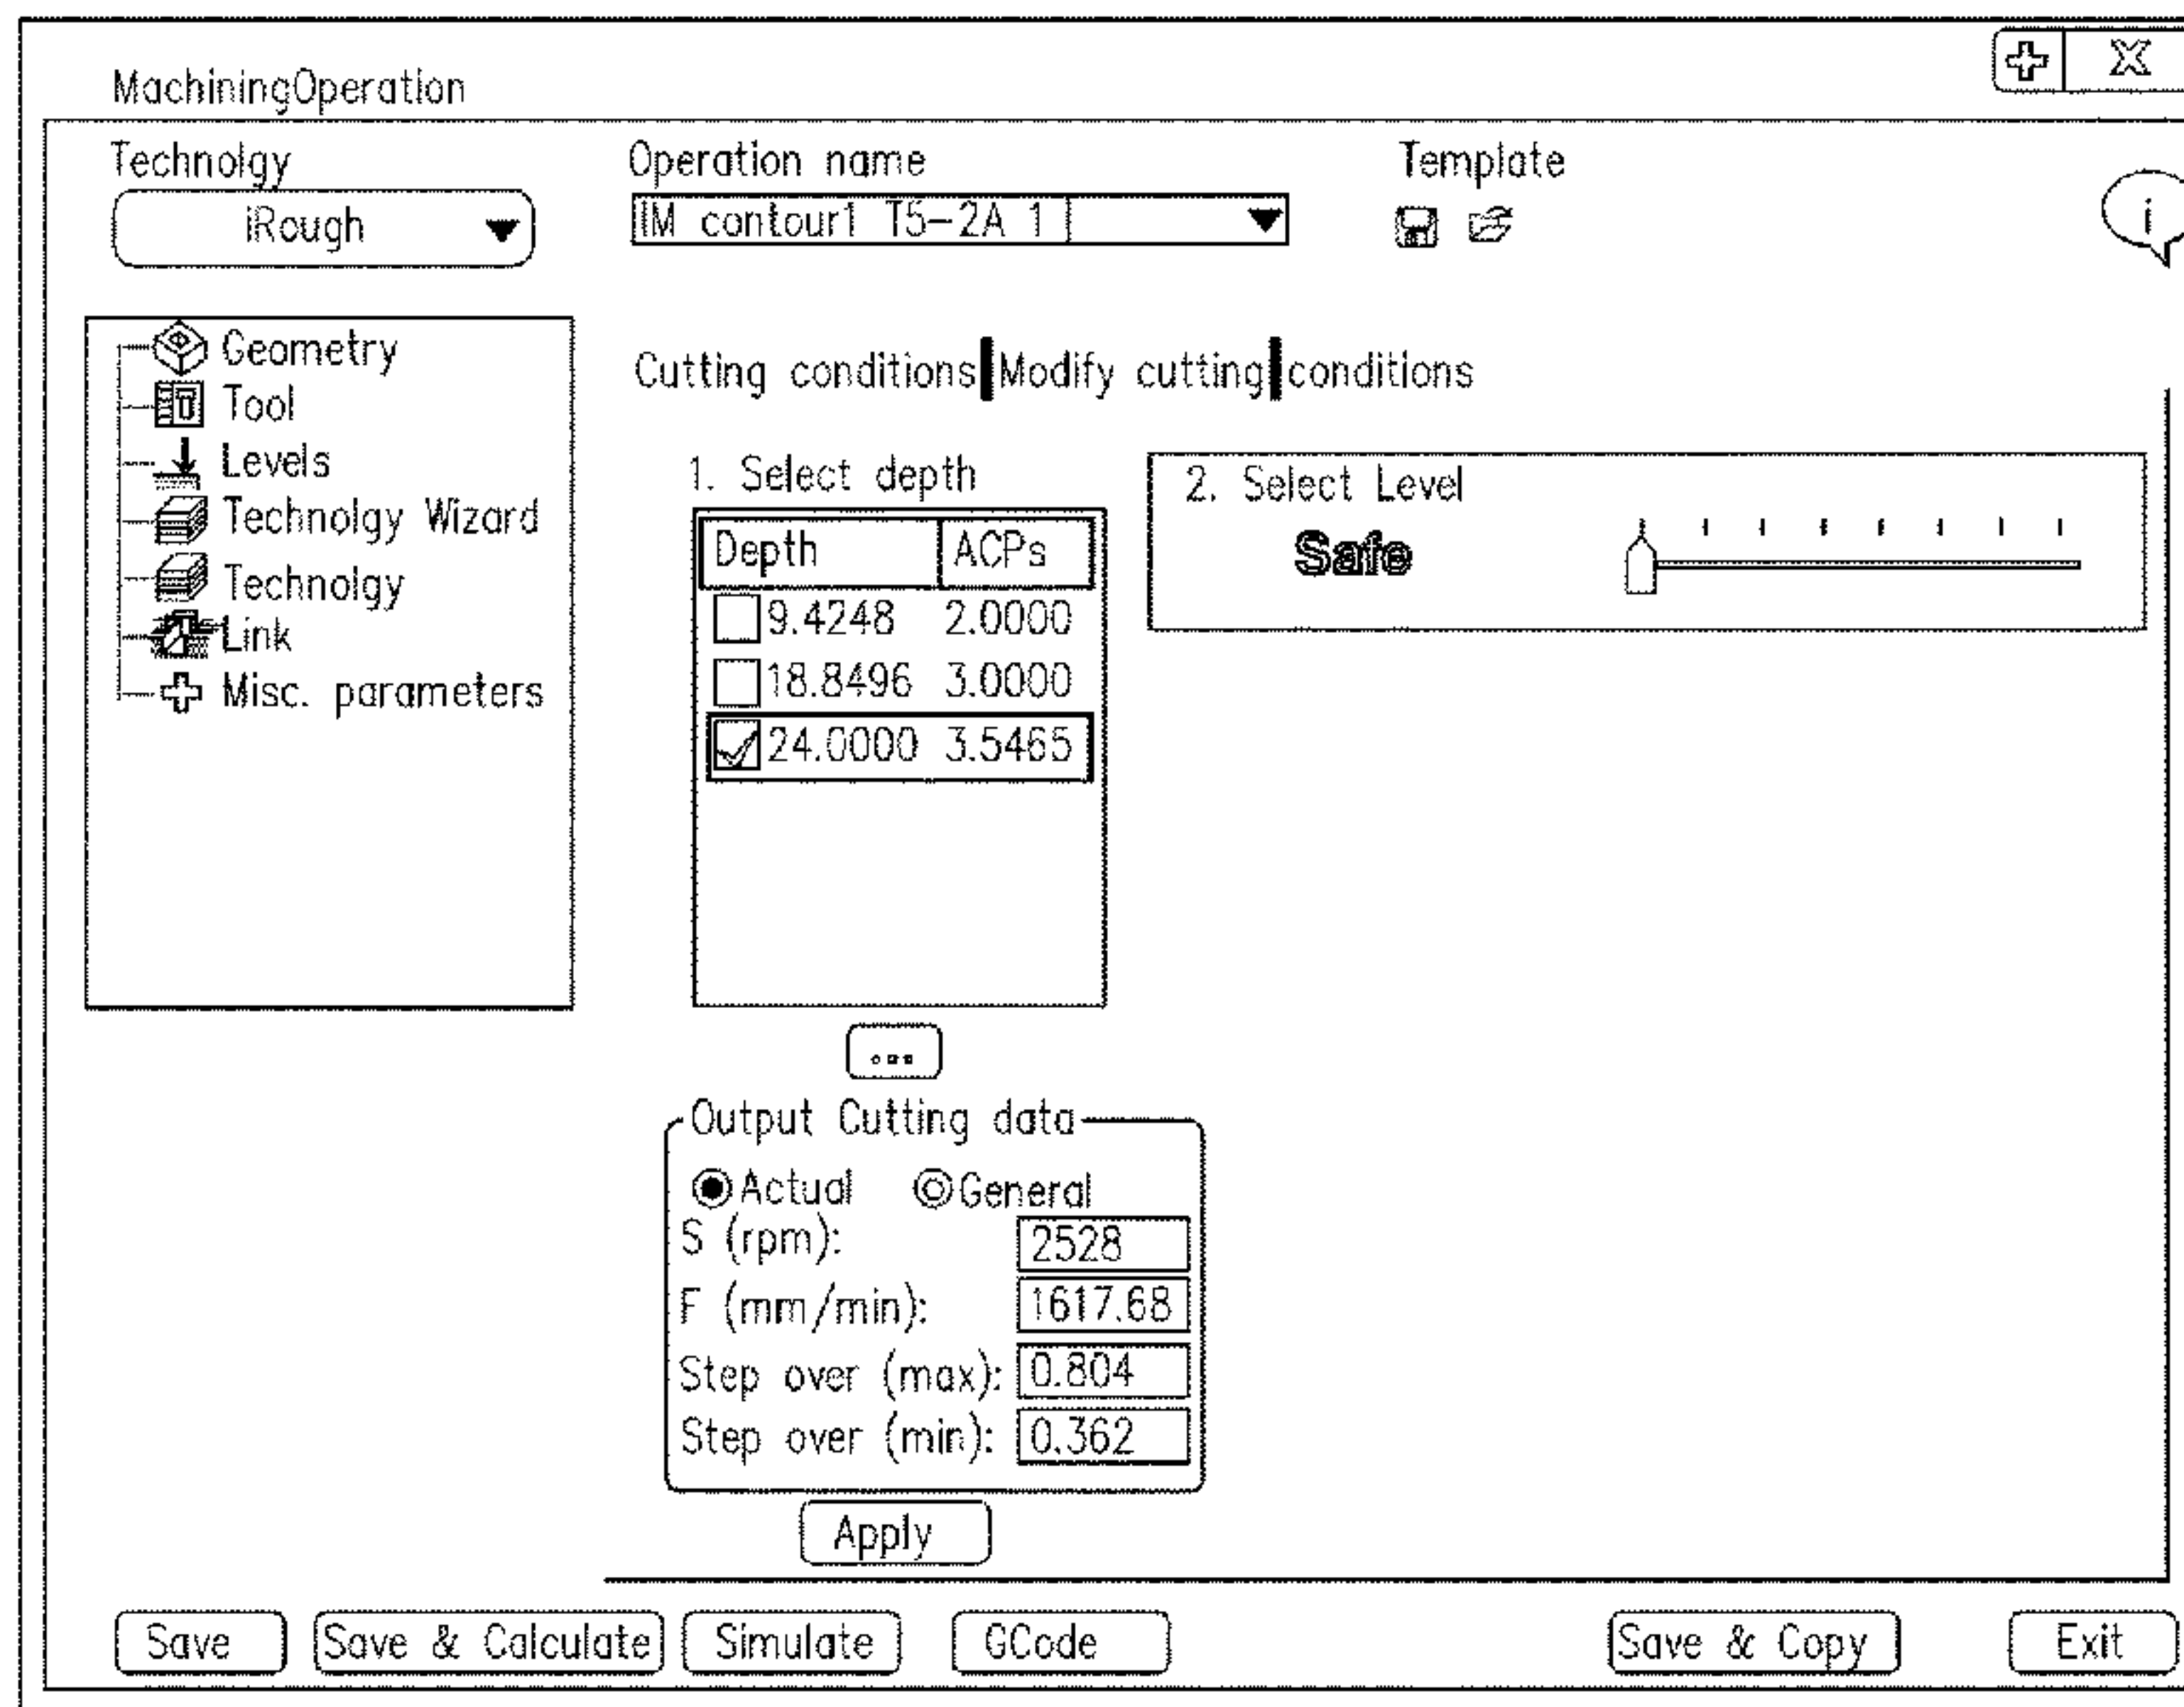 MachiningOperation
Technolgy
Operation name
Template
iRough
IM contour1 T5-2A 1
i
Geometry
Tool
Levels
Technolgy Wizard
Technolgy
Link
Misc. parameters
Cutting conditions Modify cutting conditions
1. Select depth
2. Select Level
Safe
Depth ACPs
9.4248 2.0000
18.8496 3.0000
24.0000 3.5465
...
Output Cutting data
Actual General
S (rpm): 2528
F (mm/min): 1617.68
Step over (max): 0.804
Step over (min): 0.362
Apply
Save Save & Calculate Simulate GCode Save & Copy Exit